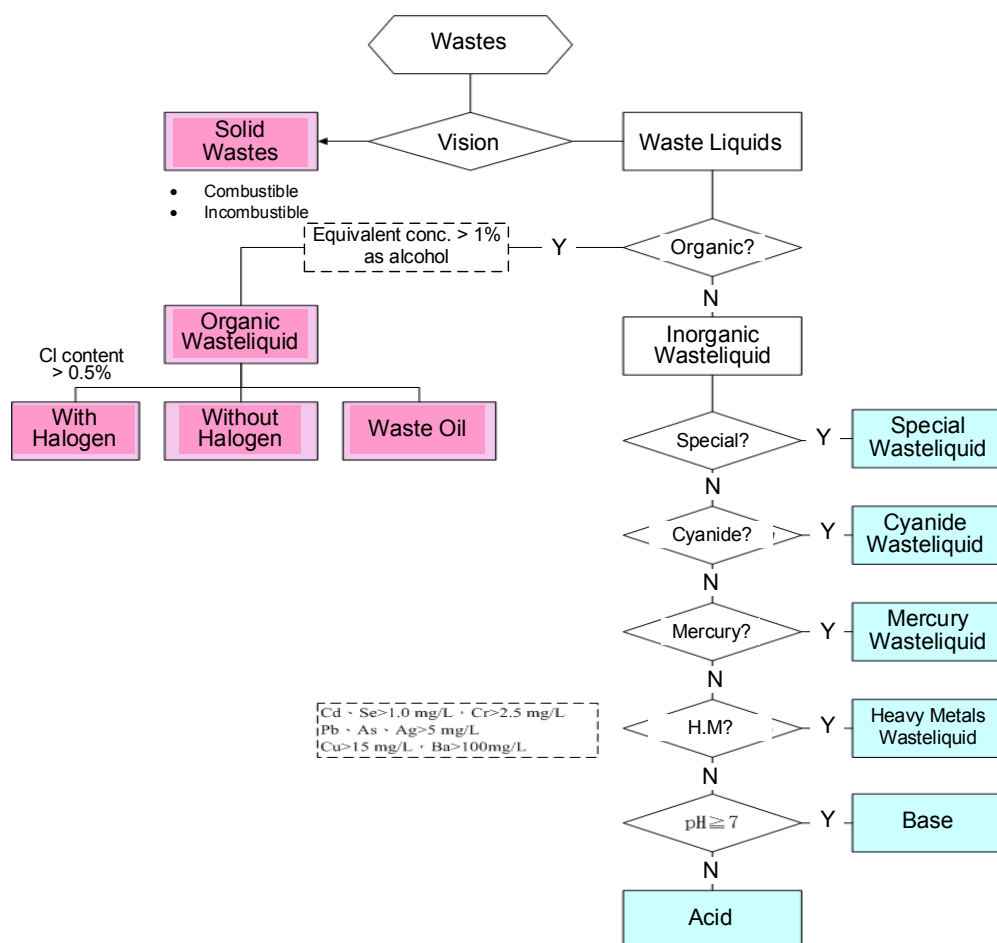 Wastes
Solid
Wastes
Vision
Waste Liquids
• Combustible
• Incombustible
Equivalent conc. > 1%
as alcohol
Y
Organic?
N
Organic
Wasteliquid
Inorganic
Wasteliquid
Cl content
> 0.5%
With
Halogen
Without
Halogen
Waste Oil
Special?
Y
Special
Wasteliquid
N
Cyanide?
Y
Cyanide
Wasteliquid
N
Mercury?
Y
Mercury
Wasteliquid
N
Cd、Se>1.0 mg/L，Cr>2.5 mg/L
Pb、As、Ag>5 mg/L
Cu>15 mg/L，Ba>100mg/L
H.M?
Y
Heavy Metals
Wasteliquid
N
pH≧7
Y
Base
N
Acid